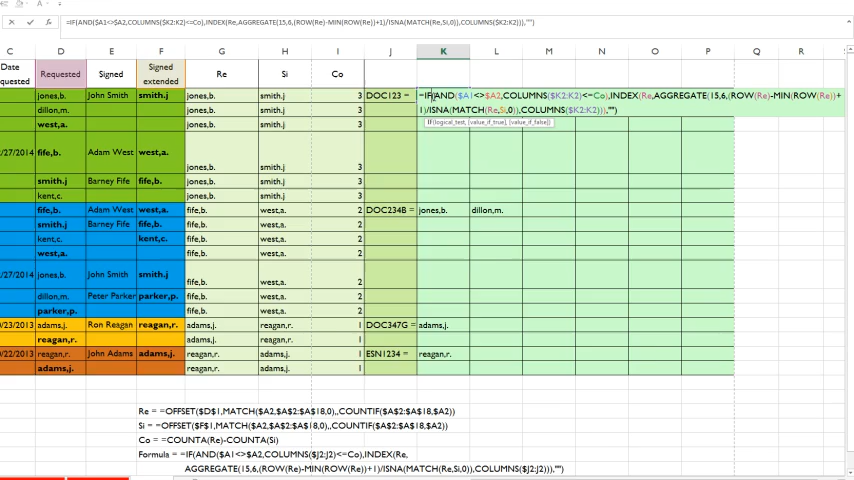 =IF(AND($A1<>$A2,COLUMNS($K2:K2)<=Co),INDEX(Re,AGGREGATE(15,6,(ROW(Re)-MIN(ROW(Re))+1)/ISNA(MATCH(Re,Si,0)),COLUMNS($K2:K2))),"")
C D E F G H I J K L M N O P Q R
Date quested Requested Signed Signed extended Re Si Co
jones,b. John Smith smith.j jones,b. smith.j 3 DOC123 = =IF(AND($A1<>$A2,COLUMNS($K2:K2)<=Co),INDEX(Re,AGGREGATE(15,6,(ROW(Re)-MIN(ROW(Re))+
dillon,m. jones,b. smith.j 3 1)/ISNA(MATCH(Re,Si,0)),COLUMNS($K2:K2))),"")
west,a. jones,b. smith.j 3 IF(logical_test, [value_if_true], [value_if_false])
/27/2014 fife,b. Adam West west,a. jones,b. smith.j 3
smith.j Barney Fife fife,b. jones,b. smith.j 3
kent,c. jones,b. smith.j 3
fife,b. Adam West west,a. fife,b. west,a. 2 DOC234B = jones,b. dillon,m.
smith.j Barney Fife fife,b. fife,b. west,a. 2
kent,c. kent,c. fife,b. west,a. 2
west,a. fife,b. west,a. 2
/27/2014 jones,b. John Smith smith.j fife,b. west,a. 2
dillon,m. Peter Parker parker,p. fife,b. west,a. 2
parker,p. fife,b. west,a. 2
/23/2013 adams,j. Ron Reagan reagan,r. adams,j. reagan,r. 1 DOC347G = adams,j.
reagan,r. adams,j. reagan,r. 1
/22/2013 reagan,r. John Adams adams,j. reagan,r. adams,j. 1 ESN1234 = reagan,r.
adams,j. reagan,r. adams,j. 1
Re = =OFFSET($D$1,MATCH($A2,$A$2:$A$18,0),,COUNTIF($A$2:$A$18,$A2))
Si = =OFFSET($F$1,MATCH($A2,$A$2:$A$18,0),,COUNTIF($A$2:$A$18,$A2))
Co = =COUNTA(Re)-COUNTA(Si)
Formula = =IF(AND($A1<>$A2,COLUMNS($J2:J2)<=Co),INDEX(Re,
AGGREGATE(15,6,(ROW(Re)-MIN(ROW(Re))+1)/ISNA(MATCH(Re,Si,0)),COLUMNS($J2:J2))),"")